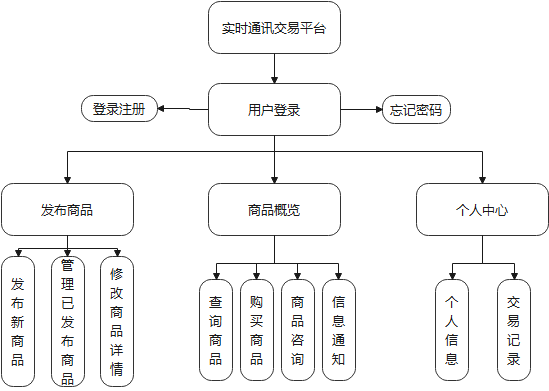 实时通讯交易平台
登录注册
用户登录
忘记密码
发布商品
商品概览
个人中心
发布新商品
管理已发布商品
修改商品详情
查询商品
购买商品
商品咨询
信息通知
个人信息
交易记录